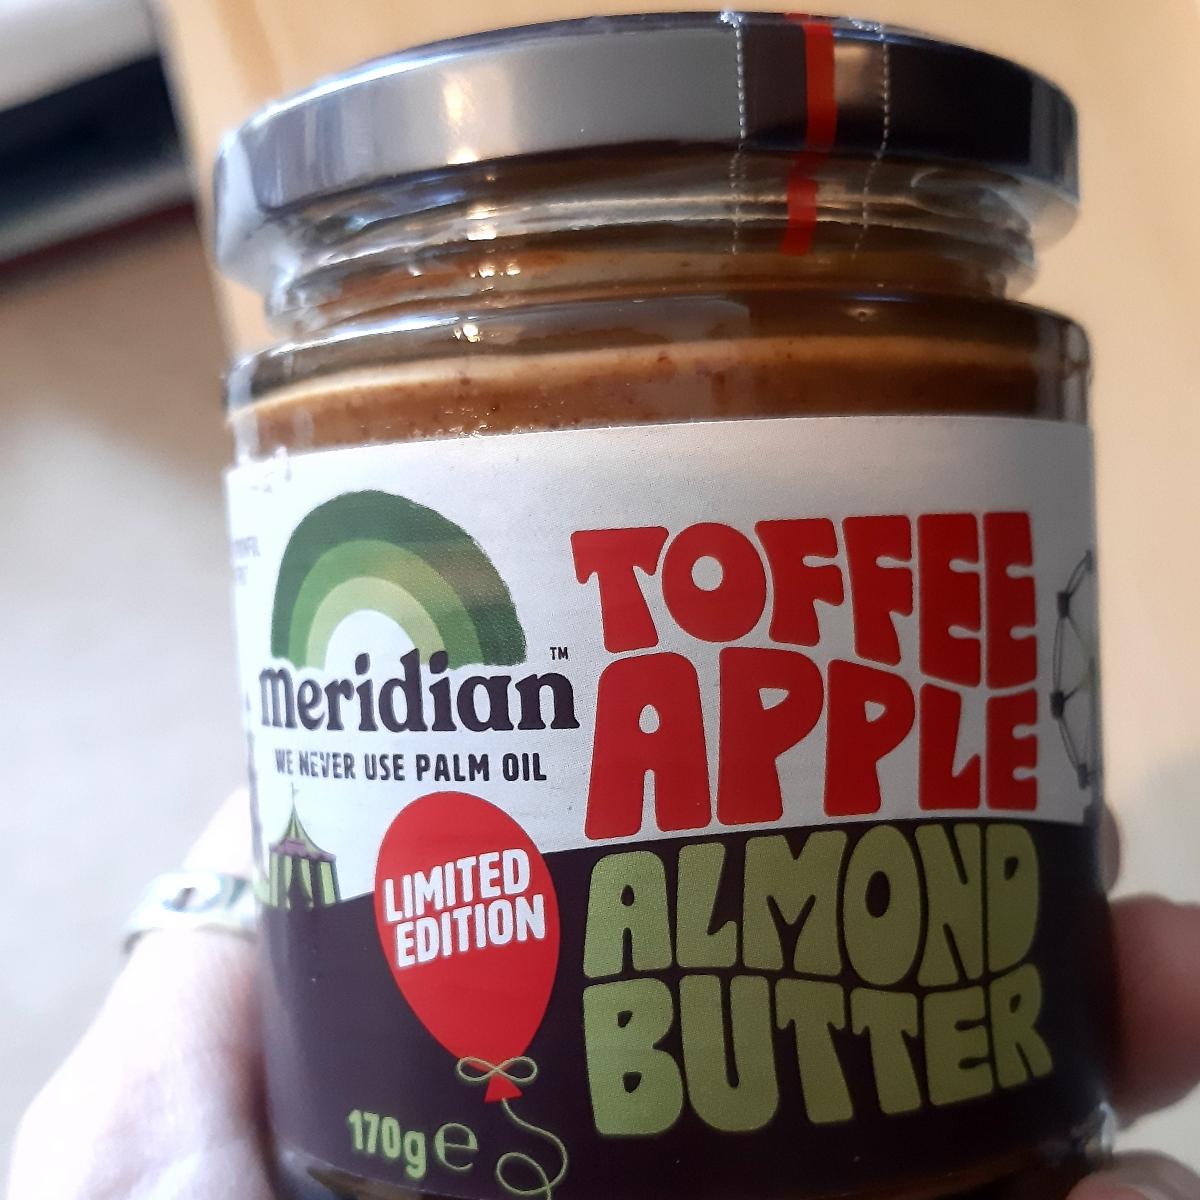 meridian™
WE NEVER USE PALM OIL
TOFFEE
APPLE
ALMOND
BUTTER
LIMITED
EDITION
170g ℮